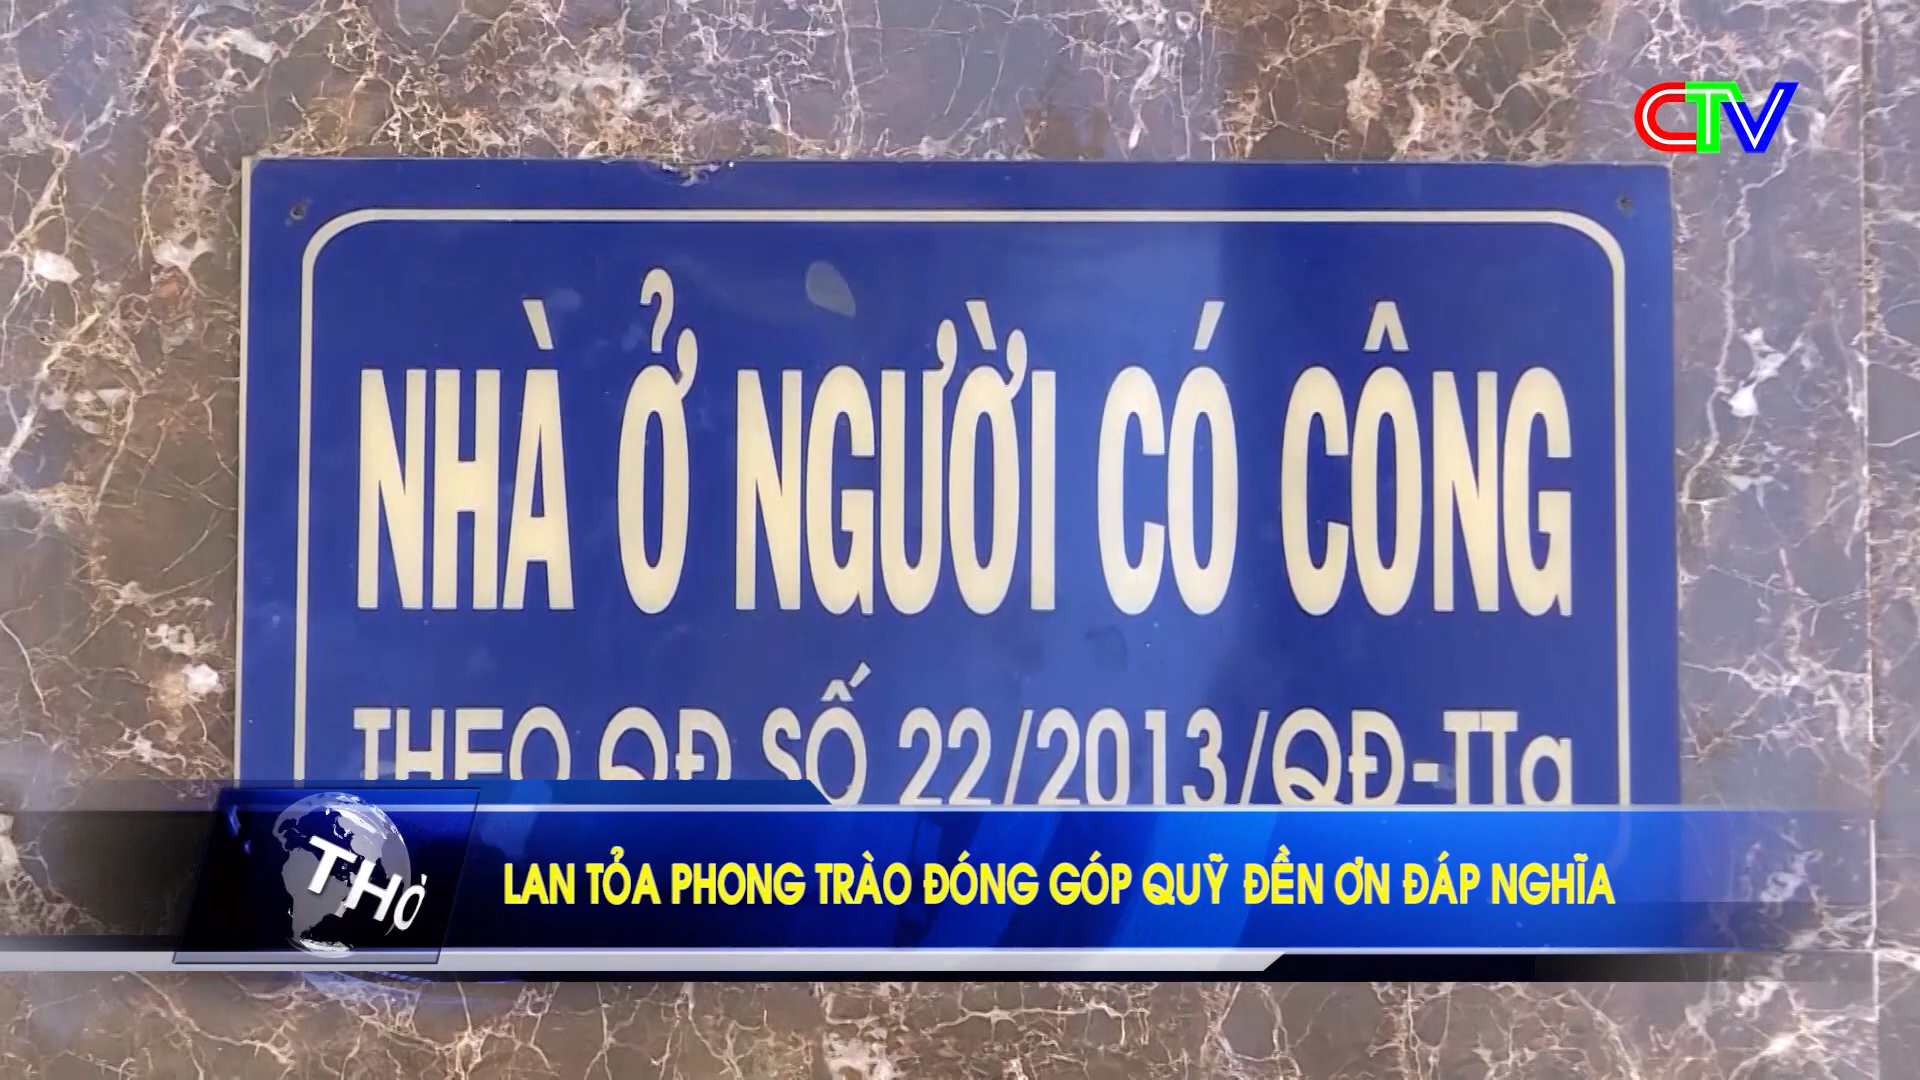 CTV
NHÀ Ở NGƯỜI CÓ CÔNG
THEO QĐ SỐ 22/2013/QĐ-TTg
THỜ
LAN TỎA PHONG TRÀO ĐÓNG GÓP QUỸ ĐỀN ƠN ĐÁP NGHĨA